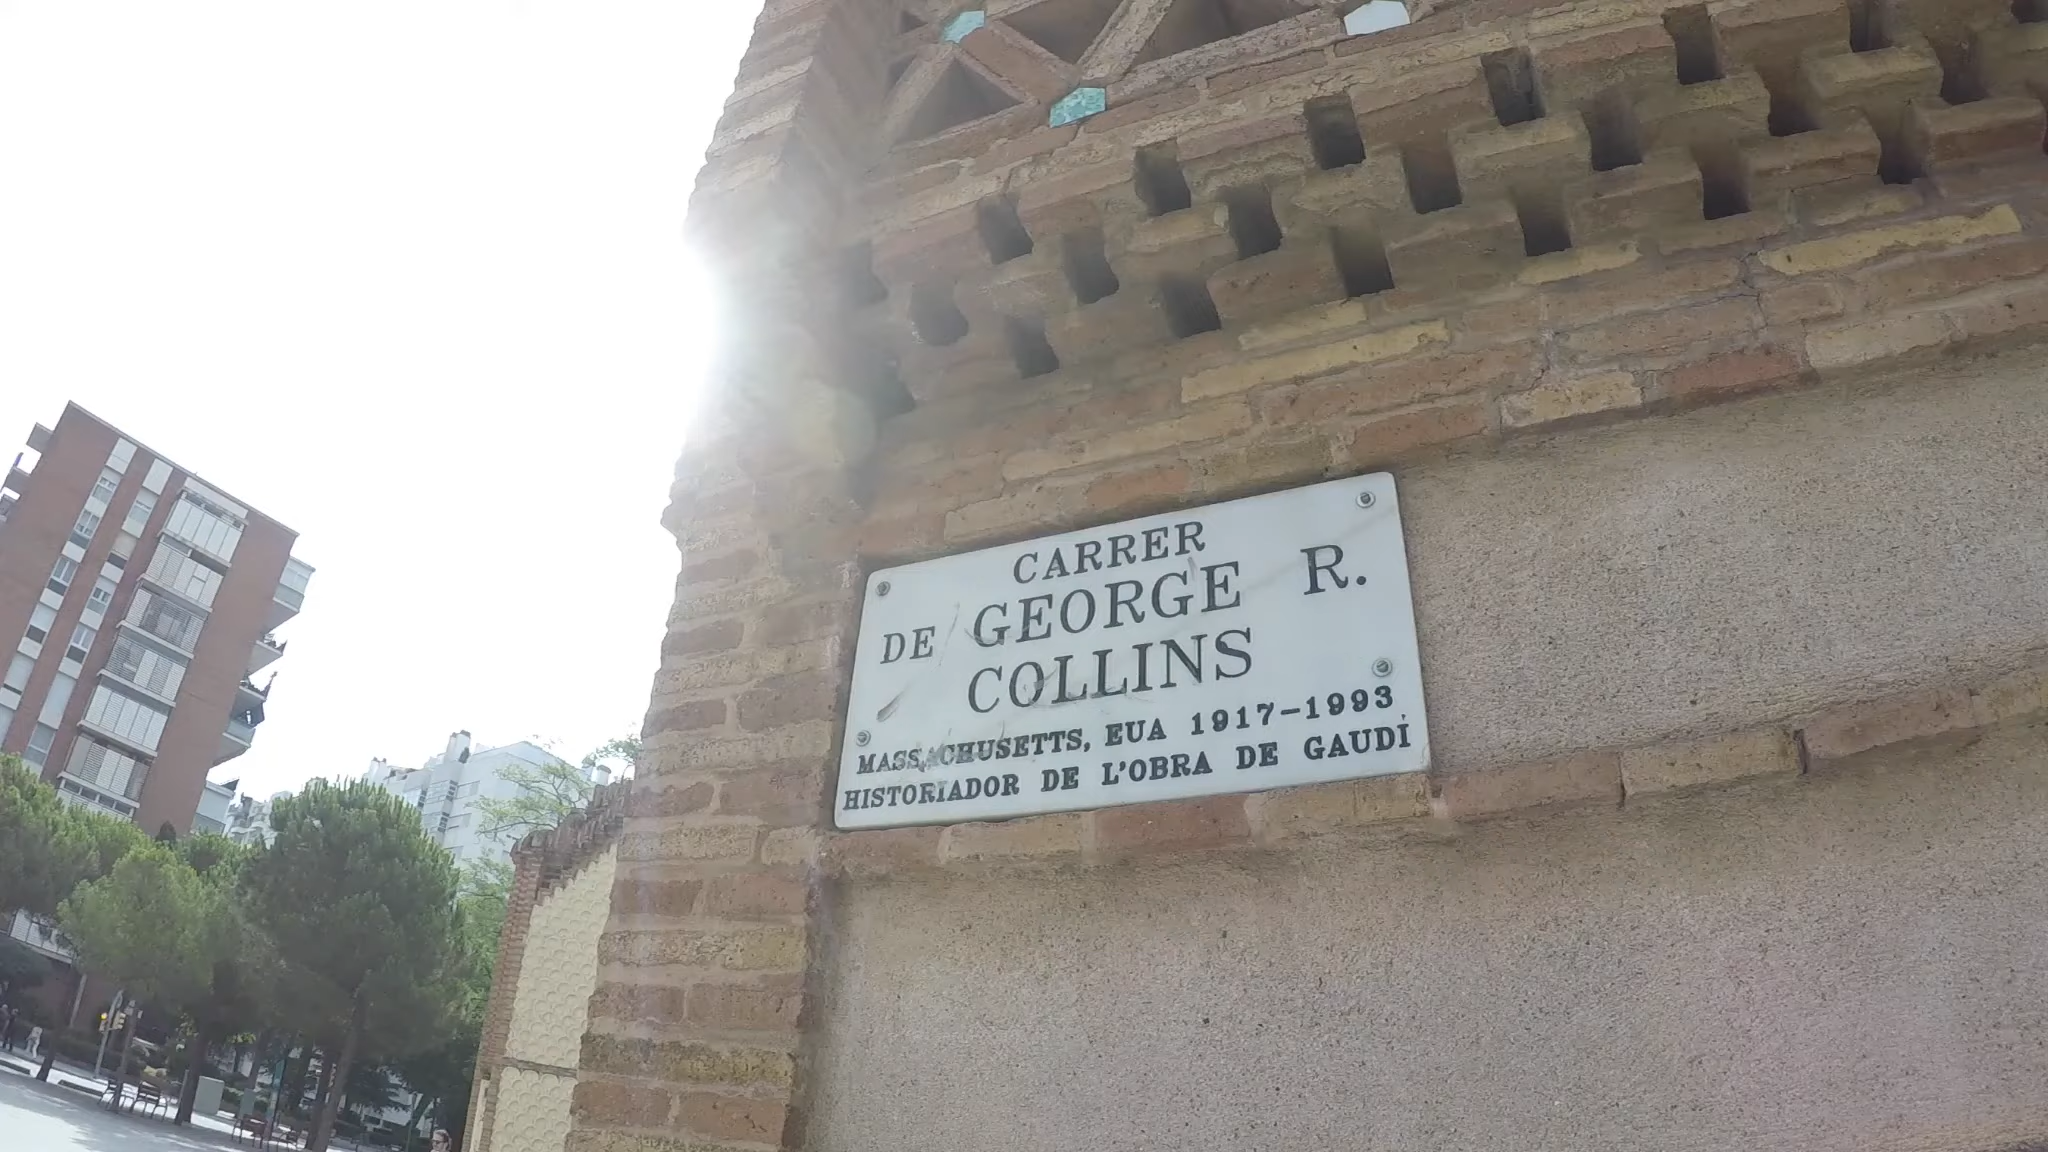 CARRER
DE GEORGE R.
COLLINS
MASSACHUSETTS, EUA 1917-1993
HISTORIADOR DE L'OBRA DE GAUDÍ